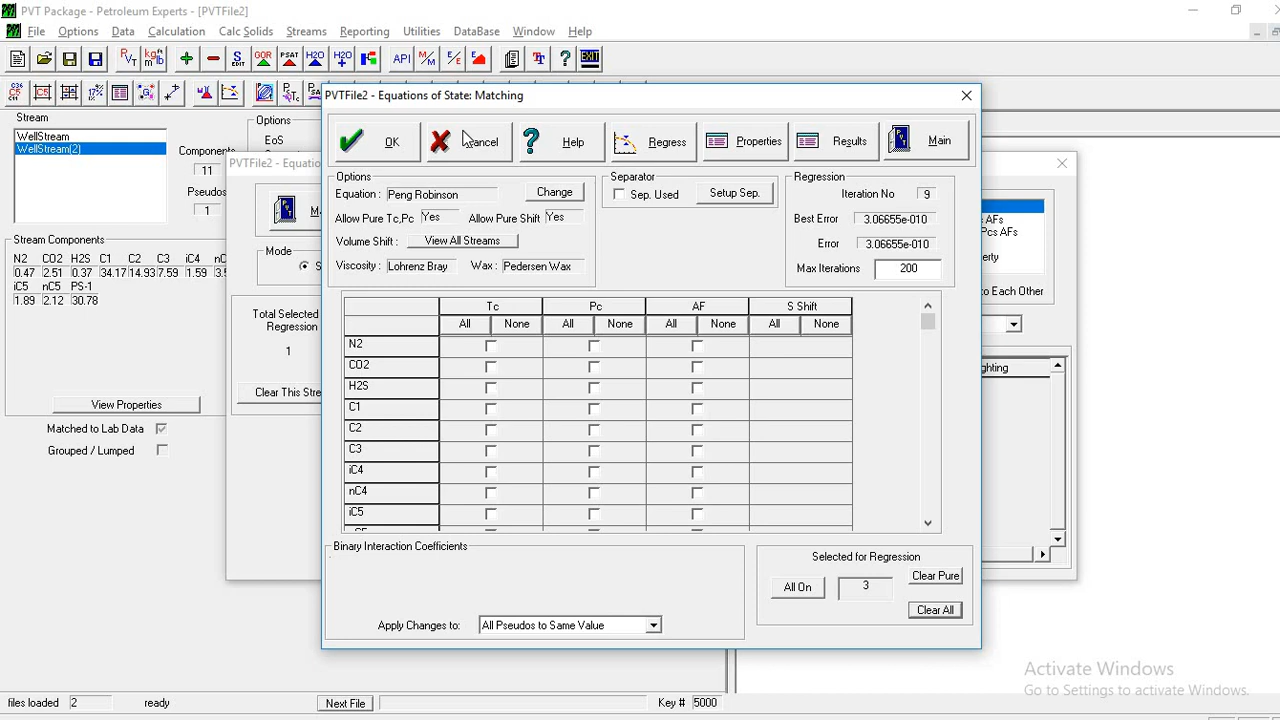 PVT Package - Petroleum Experts - [PVTFile2]
File Options Data Calculation Calc Solids Streams Reporting Utilities DataBase Window Help
Stream
WellStream
WellStream(2)
Options
EoS
Components
11
Pseudos
1
Stream Components
N2 CO2 H2S C1 C2 C3 iC4
0.47 2.51 0.37 34.17 14.93 7.59 1.59
iC5 nC5 PS-1
1.89 2.12 30.78
View Properties
Matched to Lab Data
Grouped / Lumped
PVTFile2 - Equatio
Mode
Total Selected
Regression
1
Clear This Stre
AFs
Pcs AFs
o Each Other
PVTFile2 - Equations of State: Matching
OK Cancel Help Regress Properties Results Main
Options
Equation : Peng Robinson Change
Allow Pure Tc,Pc Yes Allow Pure Shift Yes
Volume Shift : View All Streams
Viscosity : Lohrenz Bray Wax : Pedersen Wax
Separator
Sep. Used Setup Sep.
Regression
Iteration No 9
Best Error 3.06655e-010
Error 3.06655e-010
Max Iterations 200
Tc Pc AF S Shift
All None All None All None All None
N2
CO2
H2S
C1
C2
C3
iC4
nC4
iC5
Binary Interaction Coefficients
Apply Changes to: All Pseudos to Same Value
Selected for Regression
All On 3 Clear Pure
Clear All
Activate Windows
Go to Settings to activate Windows.
files loaded 2 ready Next File Key # 5000